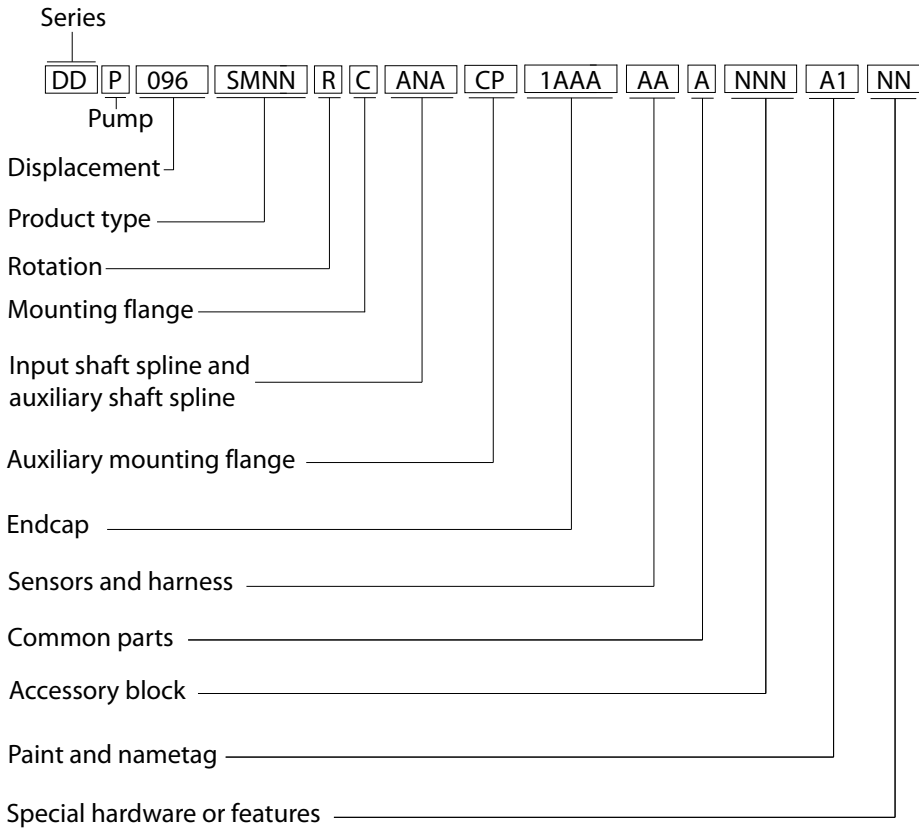 Series
DD P 096 SMNN R C ANA CP 1AAA AA A NNN A1 NN
Pump
Displacement
Product type
Rotation
Mounting flange
Input shaft spline and
auxiliary shaft spline
Auxiliary mounting flange
Endcap
Sensors and harness
Common parts
Accessory block
Paint and nametag
Special hardware or features